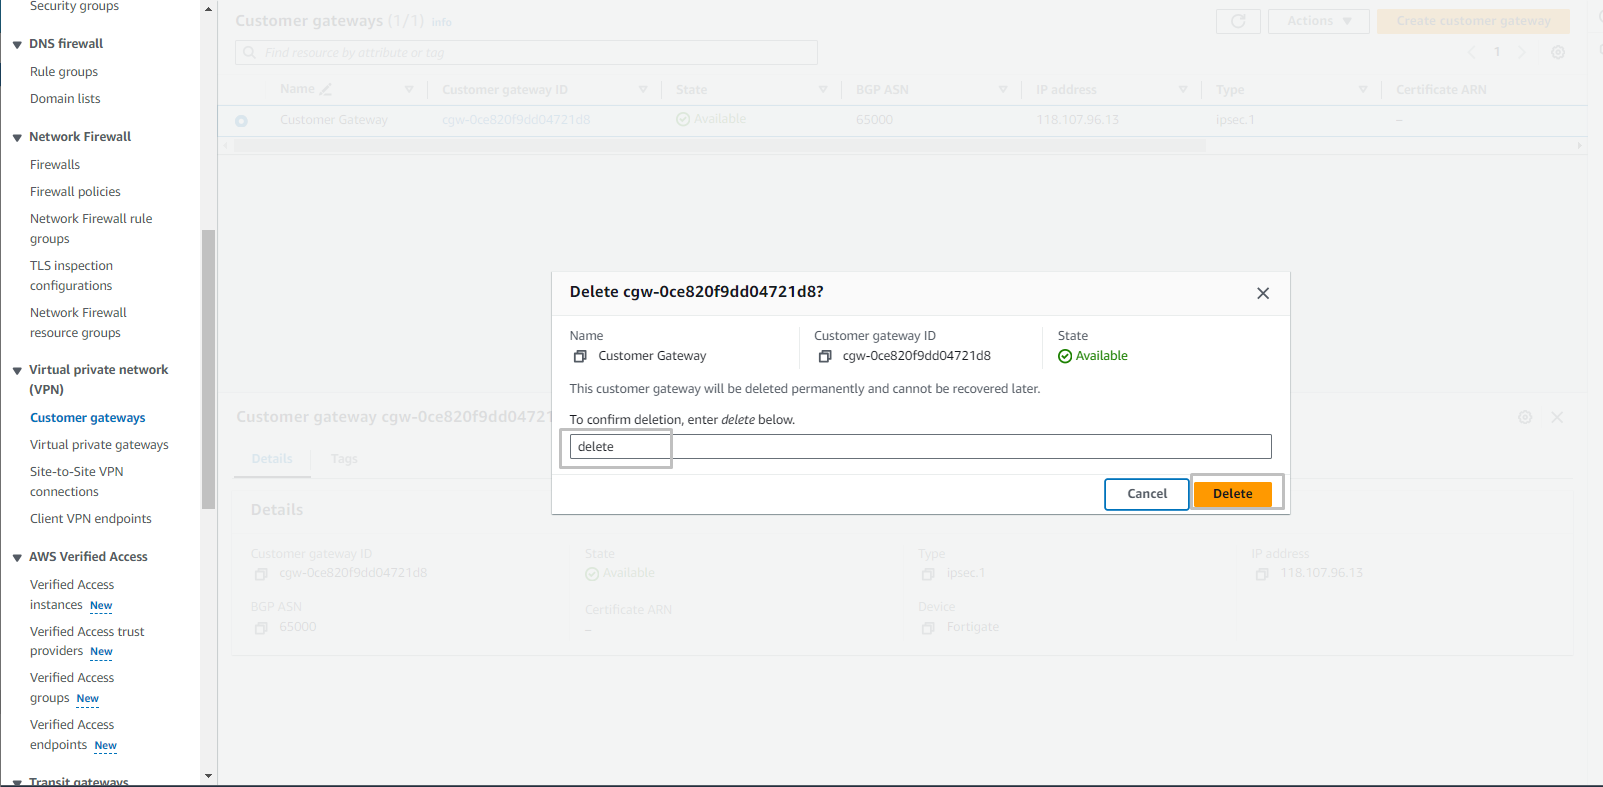 Security groups
DNS firewall
Rule groups
Domain lists
Network Firewall
Firewalls
Firewall policies
Network Firewall rule
groups
TLS inspection
configurations
Network Firewall
resource groups
Virtual private network
(VPN)
Customer gateways
Virtual private gateways
Site-to-Site VPN
connections
Client VPN endpoints
AWS Verified Access
Verified Access
instances New
Verified Access trust
providers New
Verified Access
groups New
Verified Access
endpoints New
Transit gateways
Customer gateways (1/1) Info
Actions
Create customer gateway
Find resource by attribute or tag
1
Name Customer gateway ID State BGP ASN IP address Type Certificate ARN
Customer Gateway cgw-0ce820f9dd04721d8 Available 65000 118.107.96.13 ipsec.1 –
Delete cgw-0ce820f9dd04721d8?
Name Customer gateway ID State
Customer Gateway cgw-0ce820f9dd04721d8 Available
This customer gateway will be deleted permanently and cannot be recovered later.
To confirm deletion, enter delete below.
delete
Cancel Delete
Customer gateway cgw-0ce820f9dd04721
Details Tags
Details
Customer gateway ID State Type IP address
cgw-0ce820f9dd04721d8 Available ipsec.1 118.107.96.13
BGP ASN Certificate ARN Device
65000 – Fortigate